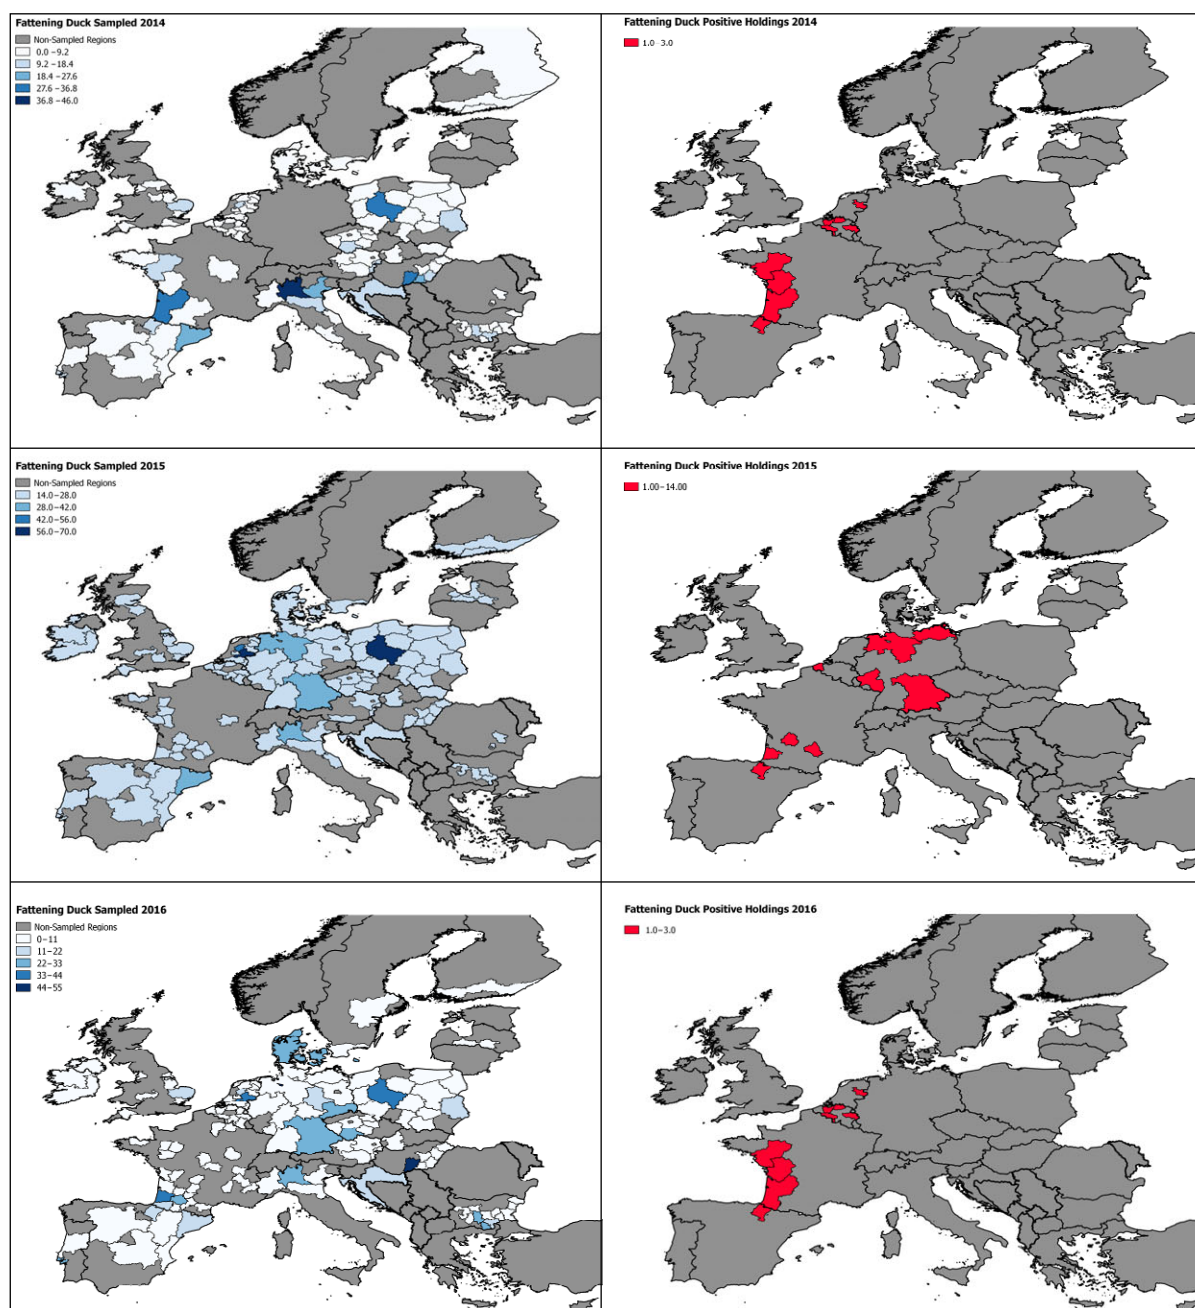 Fattening Duck Sampled 2014
Non-Sampled Regions
0.0 –9.2
9.2 –18.4
18.4 –27.6
27.6 –36.8
36.8 –46.0
Fattening Duck Positive Holdings 2014
1.0–3.0
Fattening Duck Sampled 2015
Non-Sampled Regions
14.0–28.0
28.0–42.0
42.0–56.0
56.0–70.0
Fattening Duck Positive Holdings 2015
1.00–14.00
Fattening Duck Sampled 2016
Non-Sampled Regions
0–11
11–22
22–33
33–44
44–55
Fattening Duck Positive Holdings 2016
1.0–3.0